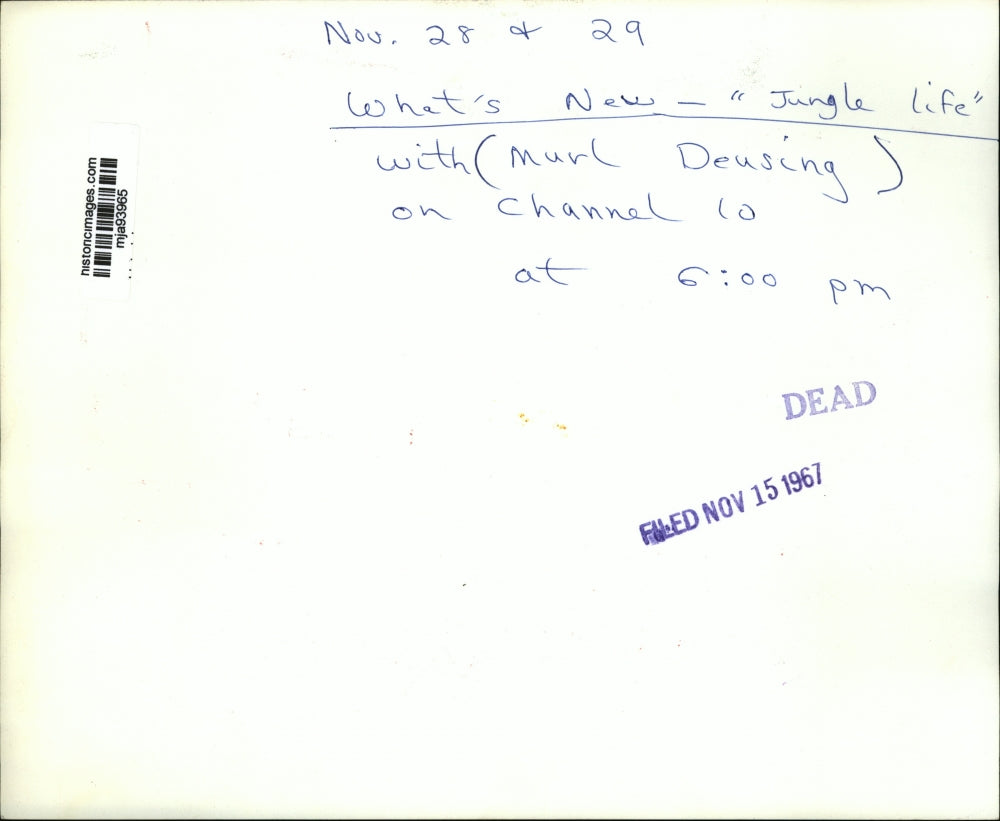 Nov. 28 & 29
What's New - "Jungle life"
with (Murl Deusing)
on Channel 10
at 6:00 pm
historicimages.com
mja93965
DEAD
FILED NOV 15 1967